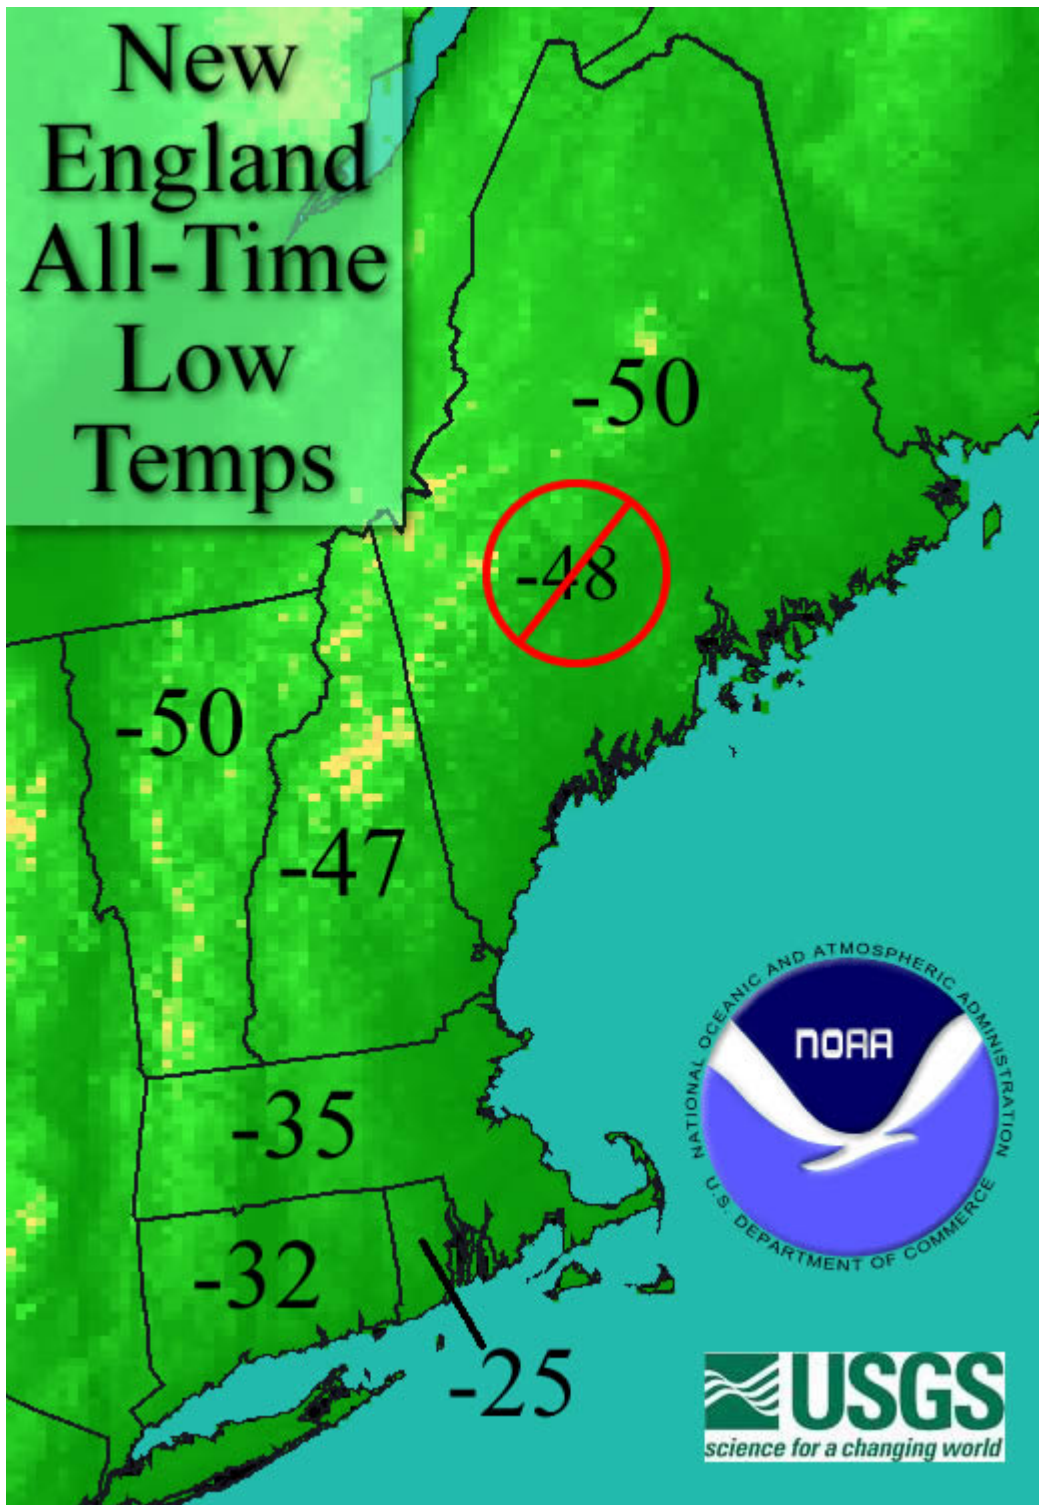 New
England
All-Time
Low
Temps
-50
-48
-50
-47
-35
-32
-25
NATIONAL OCEANIC AND ATMOSPHERIC ADMINISTRATION
NOAA
U.S. DEPARTMENT OF COMMERCE
USGS
science for a changing world